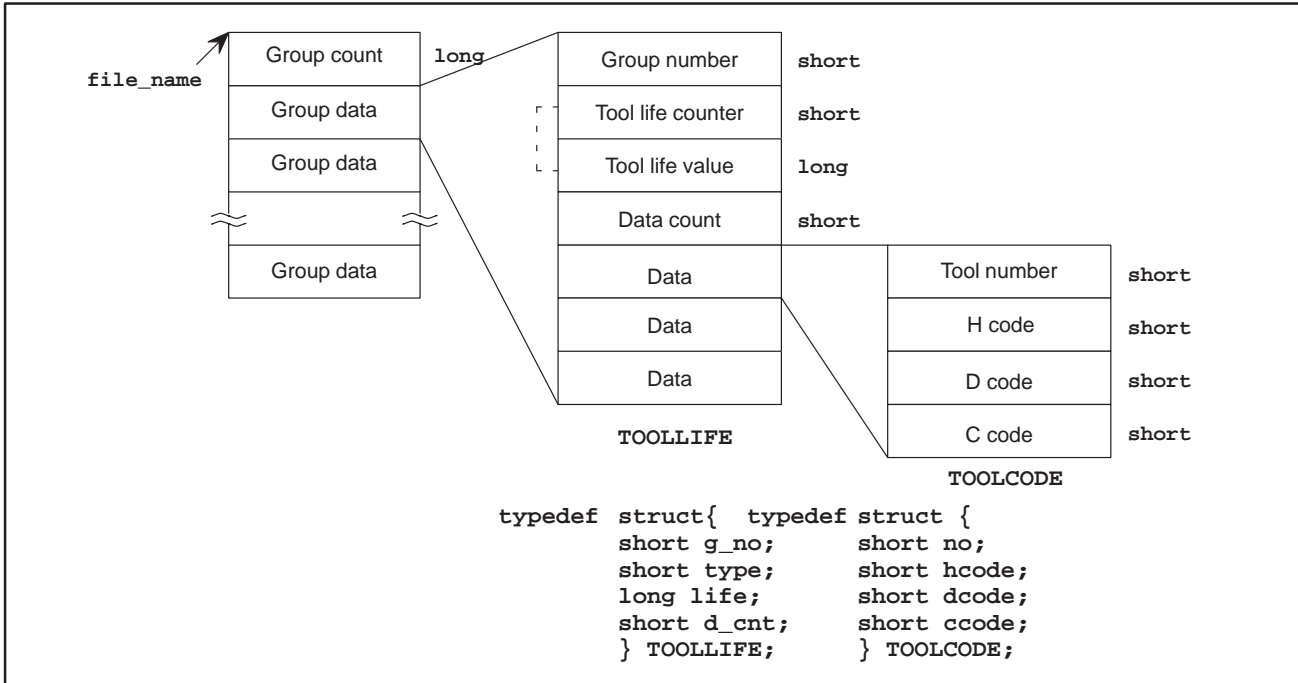 file_name
Group count long
Group data
Group data
Group data
Group number short
Tool life counter short
Tool life value long
Data count short
Data
Data
Data
TOOLLIFE
Tool number short
H code short
D code short
C code short
TOOLCODE
typedef struct{ typedef struct {
short g_no; short no;
short type; short hcode;
long life; short dcode;
short d_cnt; short ccode;
} TOOLLIFE; } TOOLCODE;